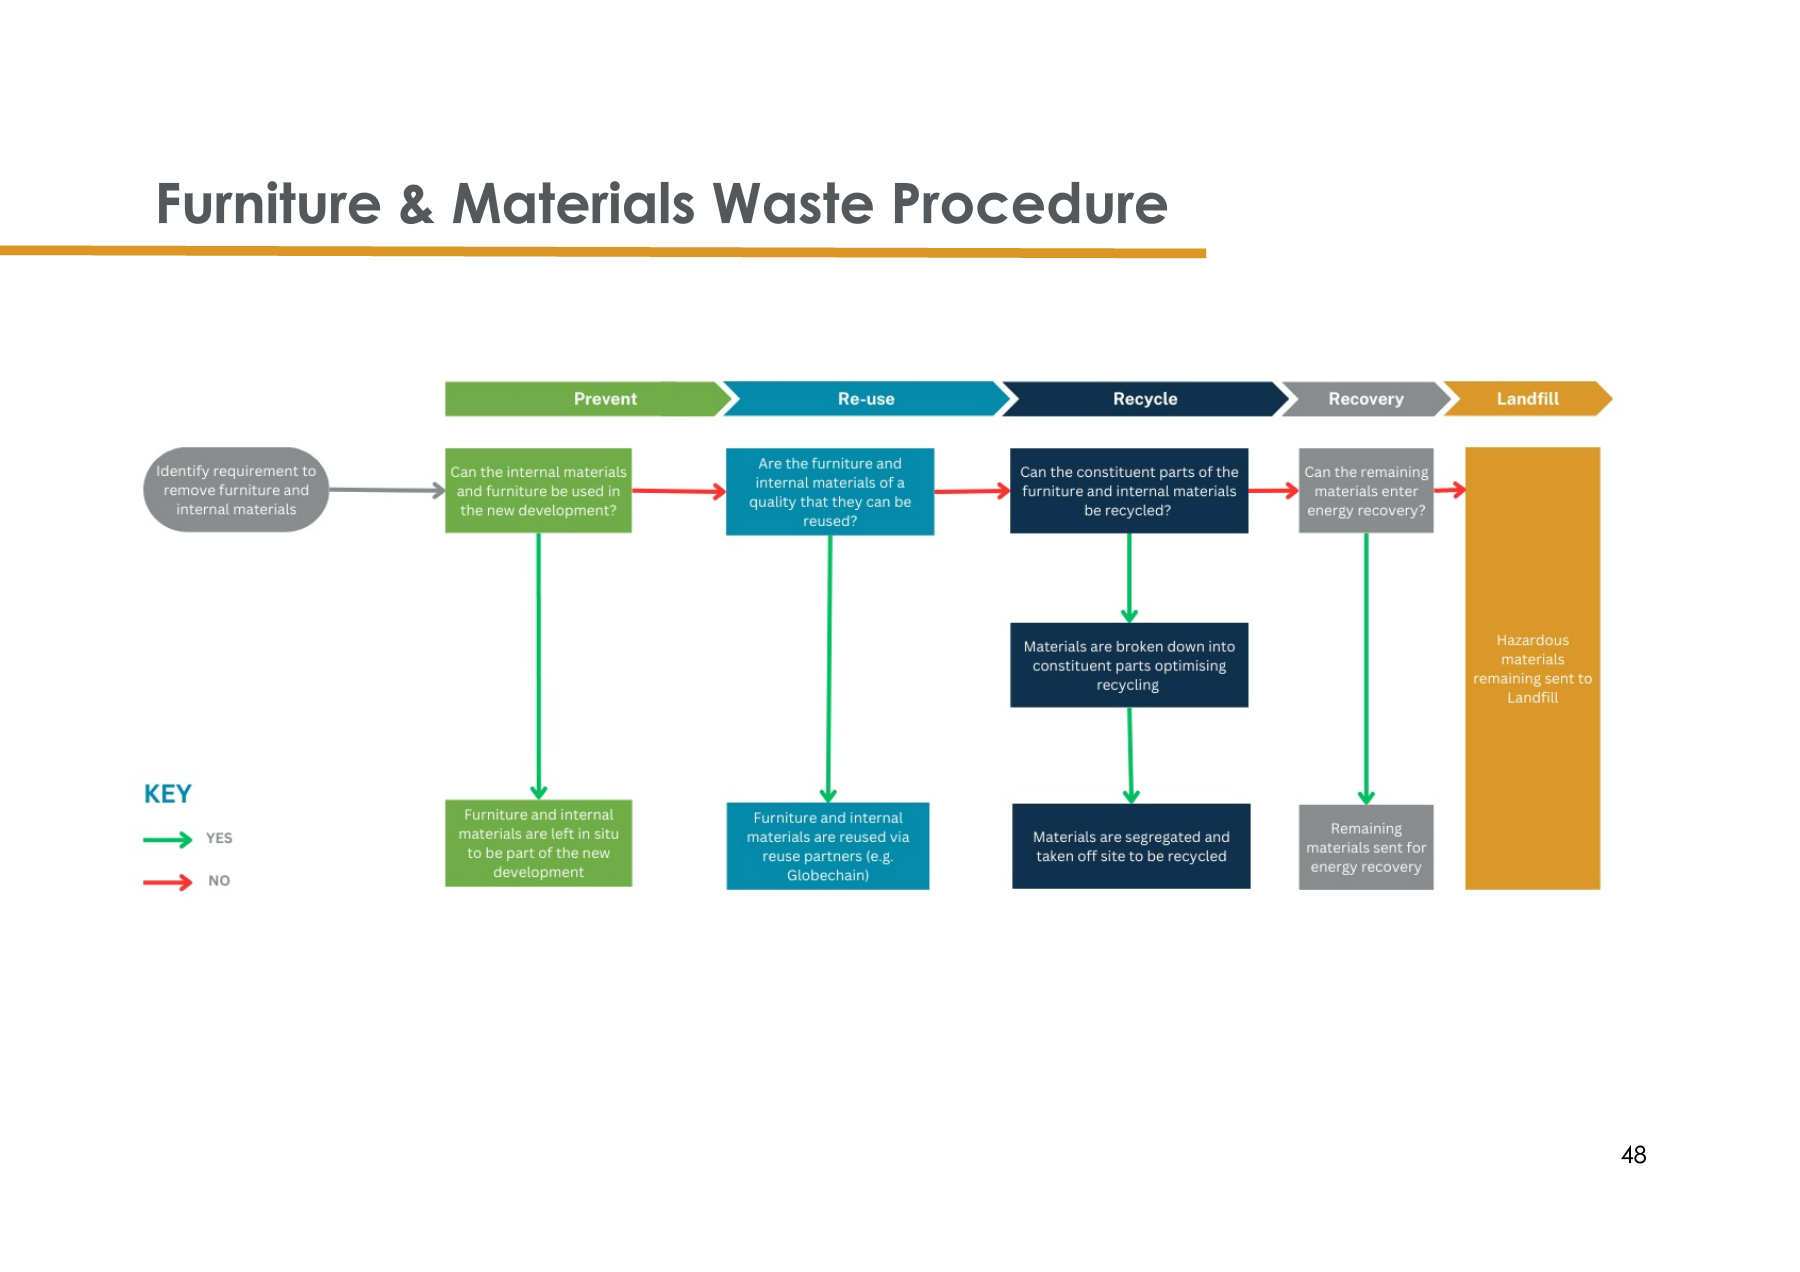 Furniture & Materials Waste Procedure
Prevent
Re-use
Recycle
Recovery
Landfill
Identify requirement to
remove furniture and
internal materials
Can the internal materials
and furniture be used in
the new development?
Are the furniture and
internal materials of a
quality that they can be
reused?
Can the constituent parts of the
furniture and internal materials
be recycled?
Can the remaining
materials enter
energy recovery?
Materials are broken down into
constituent parts optimising
recycling
Hazardous
materials
remaining sent to
Landfill
KEY
YES
NO
Furniture and internal
materials are left in situ
to be part of the new
development
Furniture and internal
materials are reused via
reuse partners (e.g.
Globechain)
Materials are segregated and
taken off site to be recycled
Remaining
materials sent for
energy recovery
48